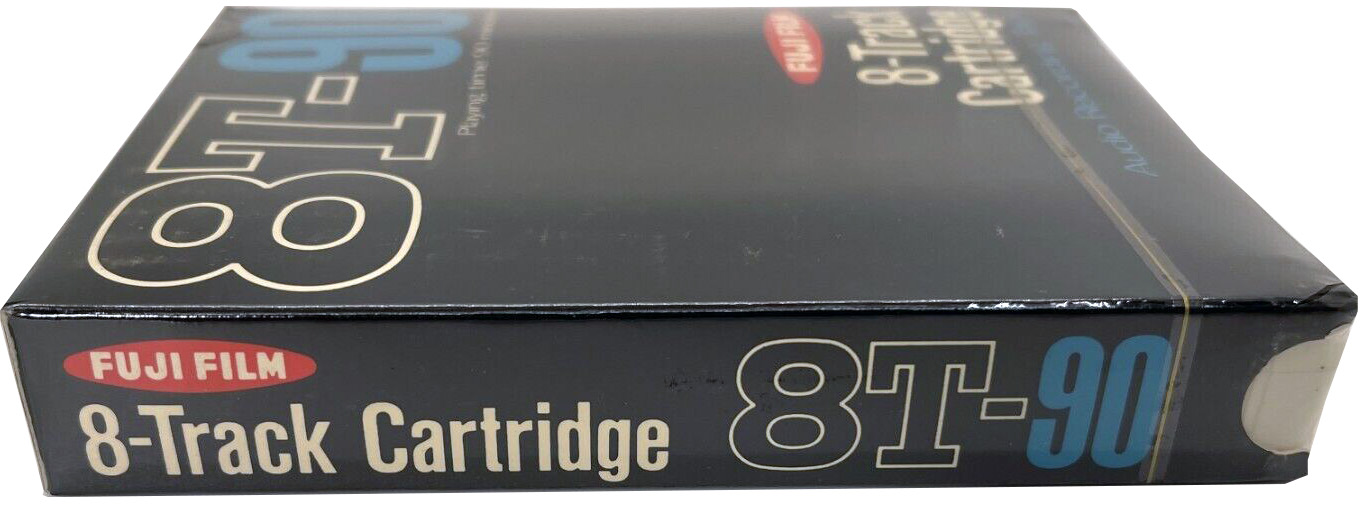 8T-90
Playing time 90
FUJI FILM
8-Track
Cartridge
Audio Recording
FUJI FILM
8-Track Cartridge
8T-90